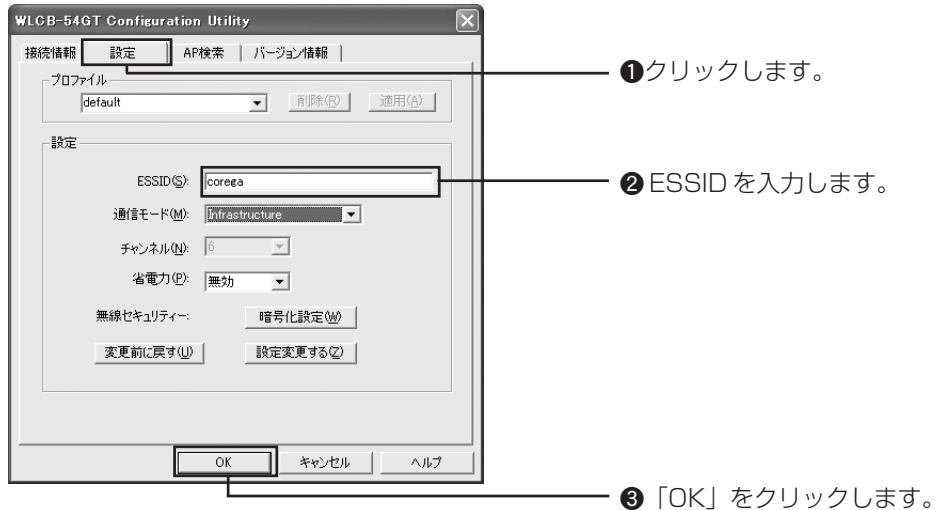 WLCB-54GT Configuration Utility
接続情報 設定 AP検索 バージョン情報
❶クリックします。
プロファイル
default 削除(R) 適用(A)
設定
ESSID(S): corega
❷ESSIDを入力します。
通信モード(M): Infrastructure
チャンネル(N): 6
省電力(P): 無効
無線セキュリティー: 暗号化設定(W)
変更前に戻す(U) 設定変更する(Z)
OK キャンセル ヘルプ
❸「OK」をクリックします。